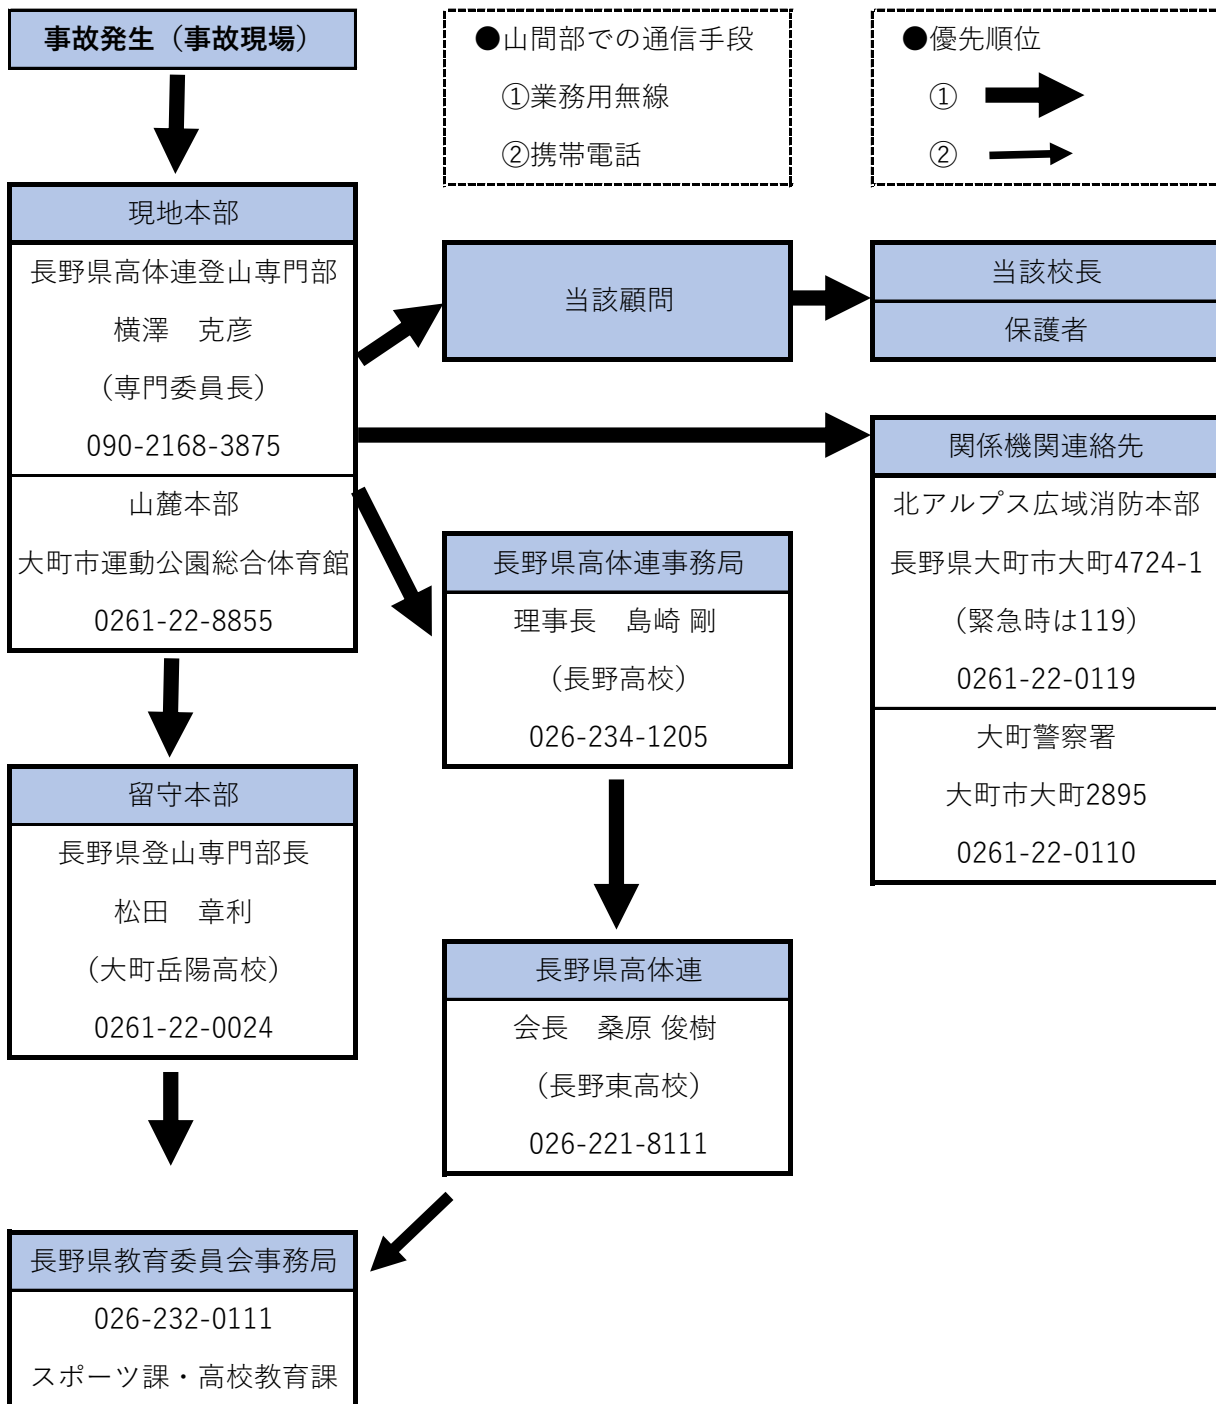 事故発生（事故現場）
●山間部での通信手段
①業務用無線
②携帯電話
●優先順位
①
②
現地本部
長野県高体連登山専門部
横澤　克彦
（専門委員長）
090-2168-3875
山麓本部
大町市運動公園総合体育館
0261-22-8855
当該顧問
当該校長
保護者
関係機関連絡先
北アルプス広域消防本部
長野県大町市大町4724-1
（緊急時は119）
0261-22-0119
大町警察署
大町市大町2895
0261-22-0110
長野県高体連事務局
理事長　島崎 剛
（長野高校）
026-234-1205
留守本部
長野県登山専門部長
松田　章利
（大町岳陽高校）
0261-22-0024
長野県高体連
会長　桑原 俊樹
（長野東高校）
026-221-8111
長野県教育委員会事務局
026-232-0111
スポーツ課・高校教育課